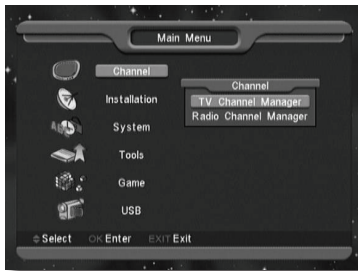 Main Menu
Channel
Installation
System
Tools
Game
USB
Channel
TV Channel Manager
Radio Channel Manager
Select OK Enter EXIT Exit